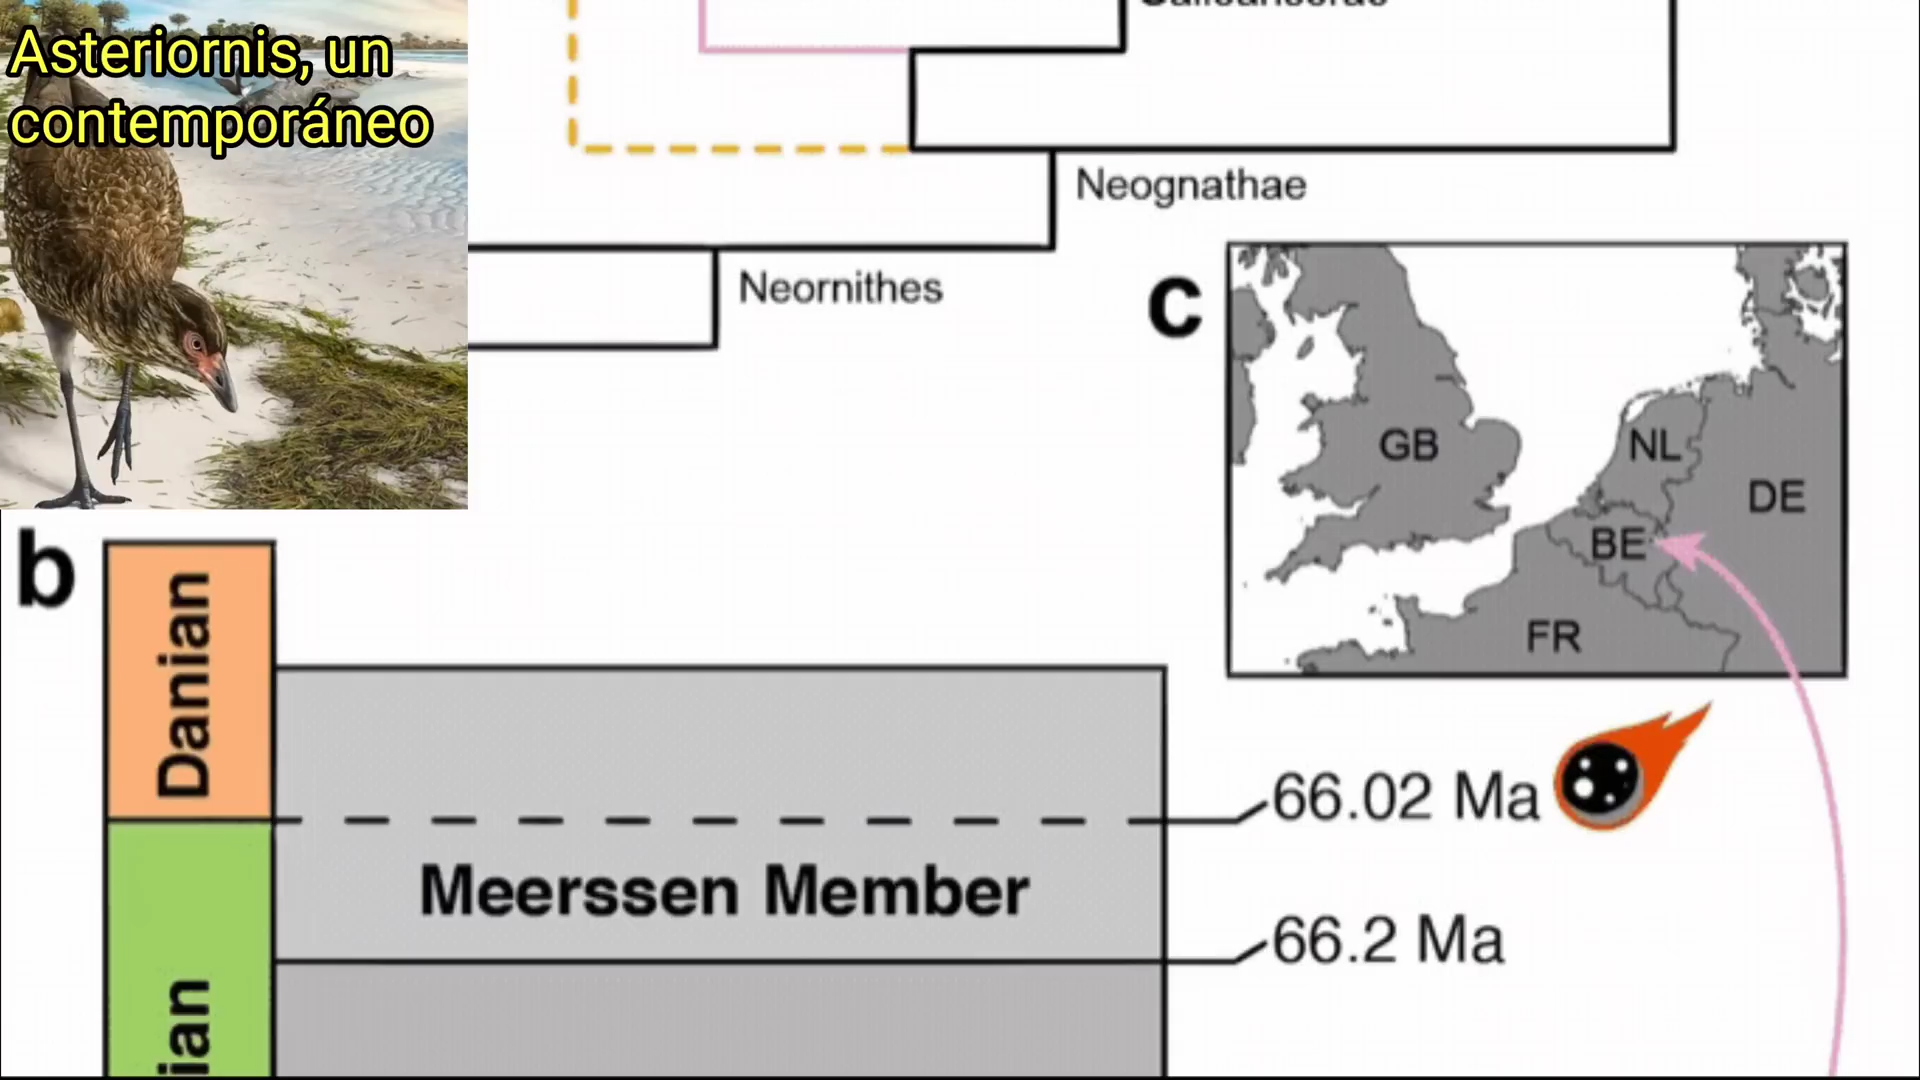 Asteriornis, un
contemporáneo
Neognathae
Neornithes
c
GB
NL
DE
BE
FR
b
Danian
66.02 Ma
Meerssen Member
66.2 Ma
ian